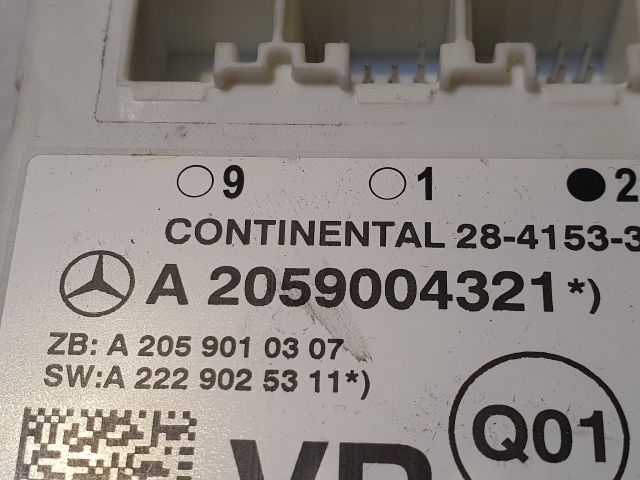 9 1 2
CONTINENTAL 28-4153-3
A 2059004321*)
ZB: A 205 901 03 07
SW:A 222 902 53 11*)
Q01